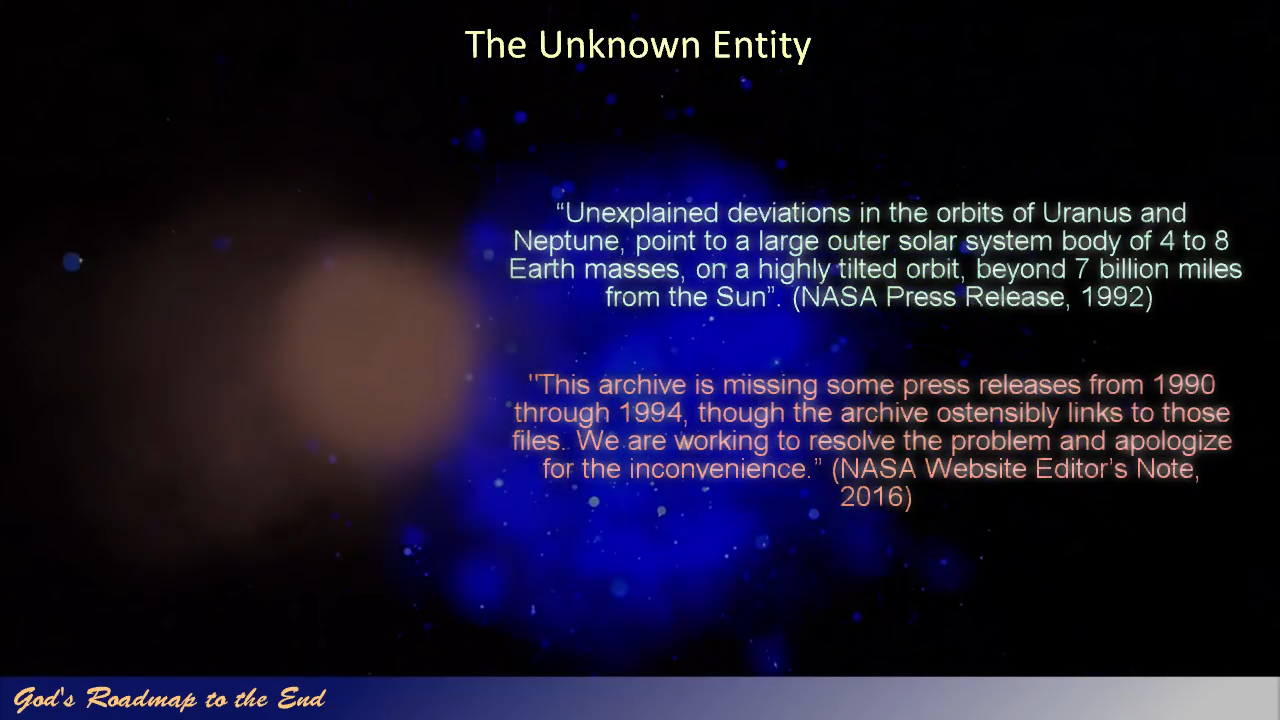 The Unknown Entity
“Unexplained deviations in the orbits of Uranus and
Neptune, point to a large outer solar system body of 4 to 8
Earth masses, on a highly tilted orbit, beyond 7 billion miles
from the Sun”. (NASA Press Release, 1992)
"This archive is missing some press releases from 1990
through 1994, though the archive ostensibly links to those
files. We are working to resolve the problem and apologize
for the inconvenience.” (NASA Website Editor’s Note,
2016)
God's Roadmap to the End